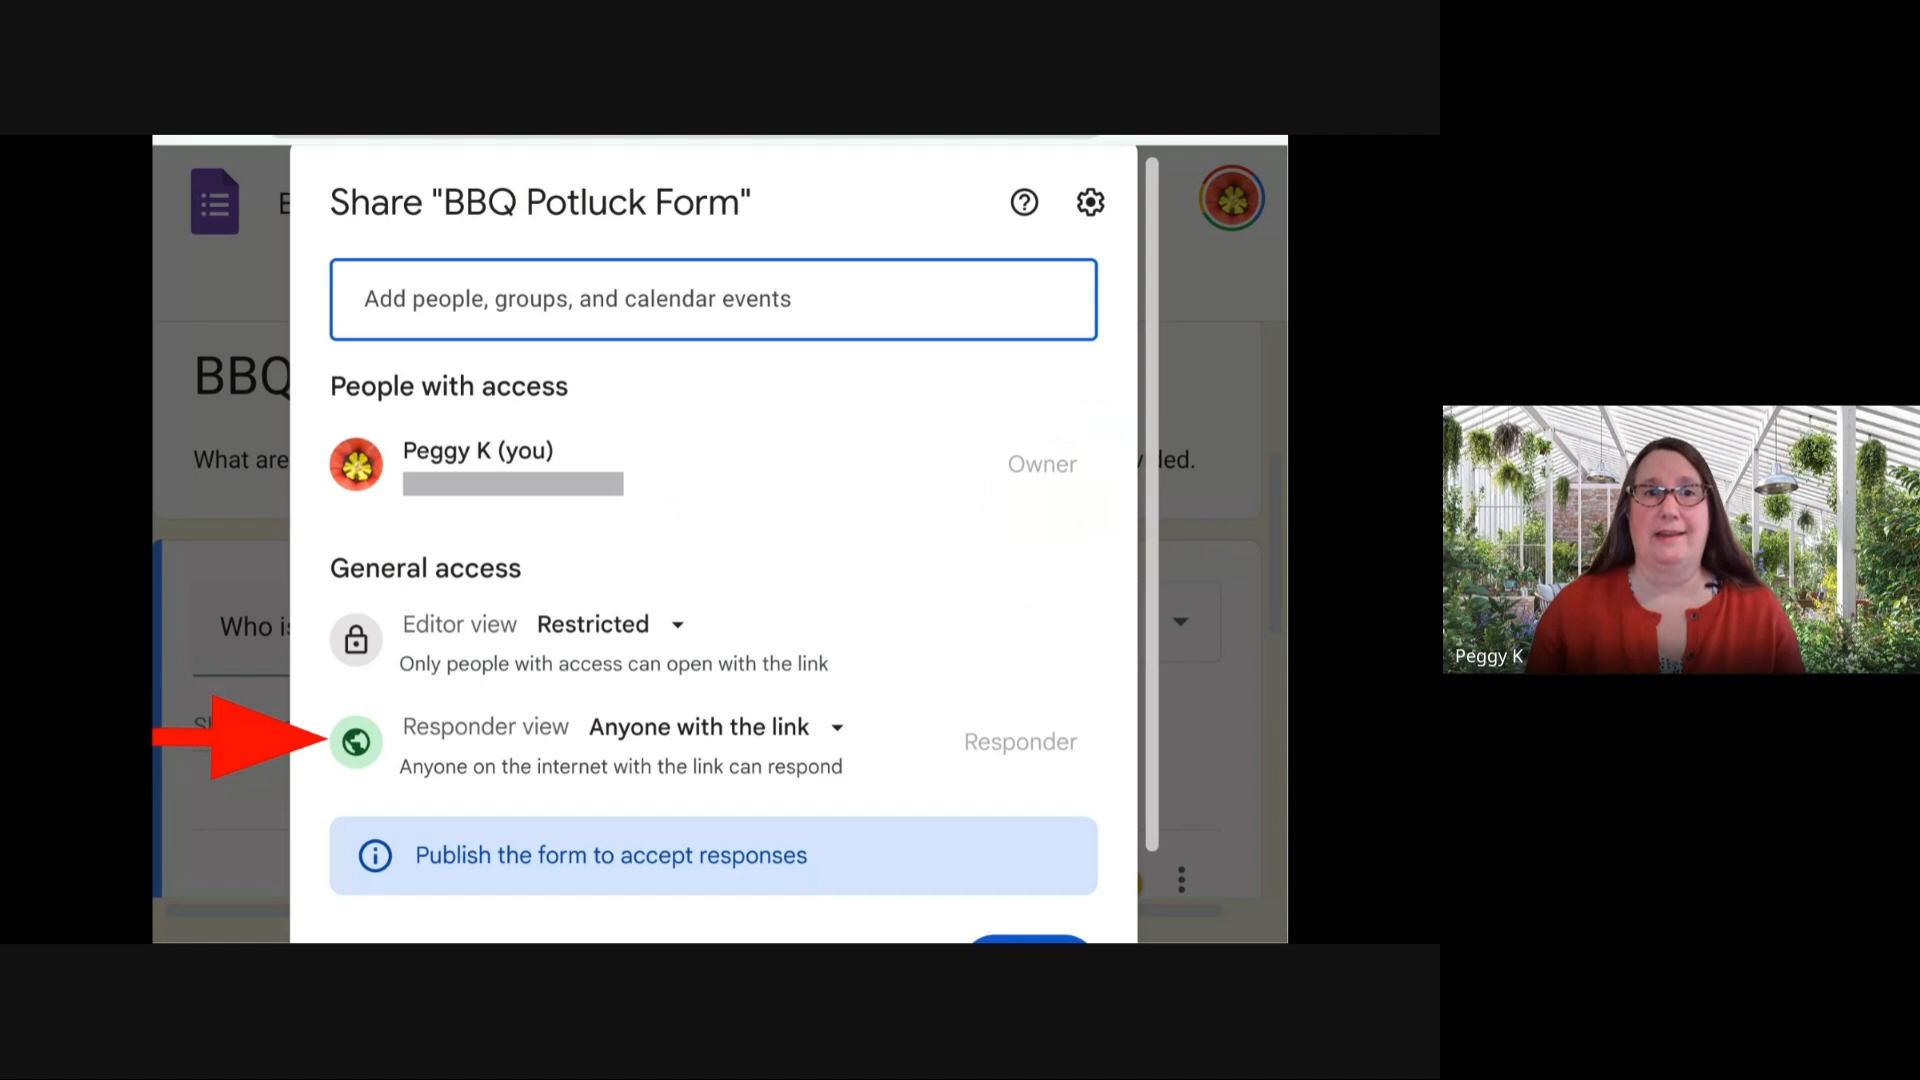 Share "BBQ Potluck Form"
Add people, groups, and calendar events
BBQ
People with access
What are
Peggy K (you)
Owner
ded.
General access
Who is
Editor view Restricted
Only people with access can open with the link
Responder view Anyone with the link
Responder
Anyone on the internet with the link can respond
Publish the form to accept responses
Peggy K